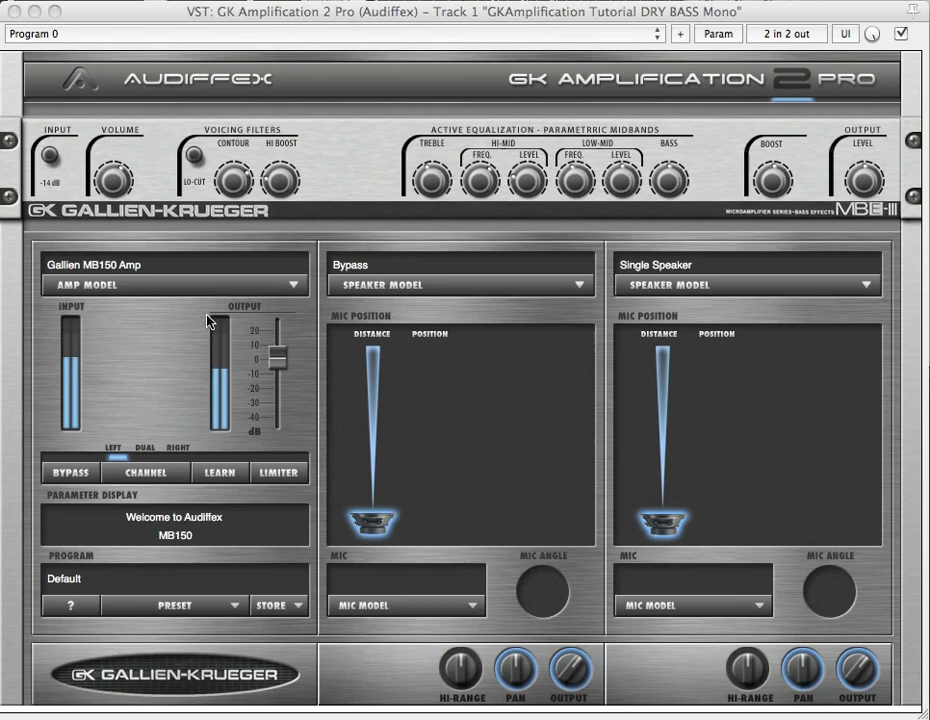 VST: GK Amplification 2 Pro (Audiffex) – Track 1 "GKAmplification Tutorial DRY BASS Mono"
Program 0
+
Param
2 in 2 out
UI
AUDIFFEX
GK AMPLIFICATION 2 PRO
INPUT
VOLUME
VOICING FILTERS
ACTIVE EQUALIZATION - PARAMETRRIC MIDBANDS
OUTPUT
CONTOUR
HI BOOST
TREBLE
HI-MID
LOW-MID
BASS
BOOST
LEVEL
FREQ.
LEVEL
FREQ.
LEVEL
-14 dB
LO-CUT
GK GALLIEN-KRUEGER
MICROAMPLIFIER SERIES-BASS EFFECTS
MBE-III
Gallien MB150 Amp
Bypass
Single Speaker
AMP MODEL
SPEAKER MODEL
SPEAKER MODEL
INPUT
OUTPUT
MIC POSITION
MIC POSITION
DISTANCE
POSITION
DISTANCE
POSITION
20
10
0
-10
-20
-30
-40
dB
LEFT
DUAL
RIGHT
BYPASS
CHANNEL
LEARN
LIMITER
PARAMETER DISPLAY
Welcome to Audiffex
MB150
PROGRAM
MIC
MIC ANGLE
MIC
MIC ANGLE
Default
?
PRESET
STORE
MIC MODEL
MIC MODEL
GK GALLIEN-KRUEGER
HI-RANGE
PAN
OUTPUT
HI-RANGE
PAN
OUTPUT